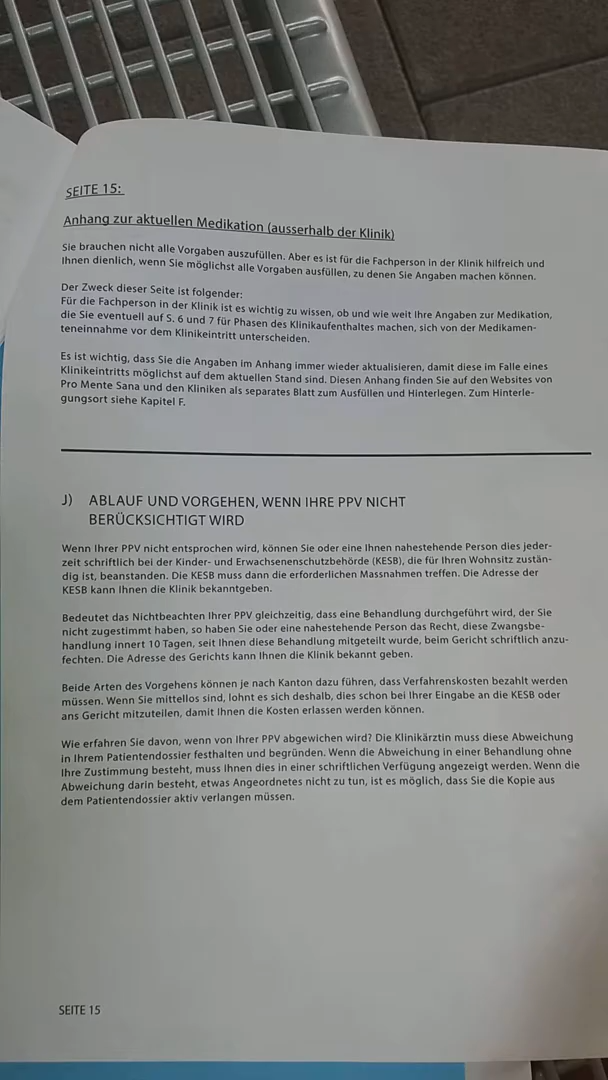 SEITE 15:
Anhang zur aktuellen Medikation (ausserhalb der Klinik)
Sie brauchen nicht alle Vorgaben auszufüllen. Aber es ist für die Fachperson in der Klinik hilfreich und
Ihnen dienlich, wenn Sie möglichst alle Vorgaben ausfüllen, zu denen Sie Angaben machen können.
Der Zweck dieser Seite ist folgender:
Für die Fachperson in der Klinik ist es wichtig zu wissen, ob und wie weit Ihre Angaben zur Medikation,
die Sie eventuell auf S. 6 und 7 für Phasen des Klinikaufenthaltes machen, sich von der Medikamen-
teneinnahme vor dem Klinikeintritt unterscheiden.
Es ist wichtig, dass Sie die Angaben im Anhang immer wieder aktualisieren, damit diese im Falle eines
Klinikeintritts möglichst auf dem aktuellen Stand sind. Diesen Anhang finden Sie auf den Websites von
Pro Mente Sana und den Kliniken als separates Blatt zum Ausfüllen und Hinterlegen. Zum Hinterle-
gungsort siehe Kapitel F.
J) ABLAUF UND VORGEHEN, WENN IHRE PPV NICHT
BERÜCKSICHTIGT WIRD
Wenn Ihrer PPV nicht entsprochen wird, können Sie oder eine Ihnen nahestehende Person dies jeder-
zeit schriftlich bei der Kinder- und Erwachsenenschutzbehörde (KESB), die für Ihren Wohnsitz zustän-
dig ist, beanstanden. Die KESB muss dann die erforderlichen Massnahmen treffen. Die Adresse der
KESB kann Ihnen die Klinik bekanntgeben.
Bedeutet das Nichtbeachten Ihrer PPV gleichzeitig, dass eine Behandlung durchgeführt wird, der Sie
nicht zugestimmt haben, so haben Sie oder eine nahestehende Person das Recht, diese Zwangsbe-
handlung innert 10 Tagen, seit Ihnen diese Behandlung mitgeteilt wurde, beim Gericht schriftlich anzu-
fechten. Die Adresse des Gerichts kann Ihnen die Klinik bekannt geben.
Beide Arten des Vorgehens können je nach Kanton dazu führen, dass Verfahrenskosten bezahlt werden
müssen. Wenn Sie mittellos sind, lohnt es sich deshalb, dies schon bei Ihrer Eingabe an die KESB oder
ans Gericht mitzuteilen, damit Ihnen die Kosten erlassen werden können.
Wie erfahren Sie davon, wenn von Ihrer PPV abgewichen wird? Die Klinikärztin muss diese Abweichung
in Ihrem Patientendossier festhalten und begründen. Wenn die Abweichung in einer Behandlung ohne
Ihre Zustimmung besteht, muss Ihnen dies in einer schriftlichen Verfügung angezeigt werden. Wenn die
Abweichung darin besteht, etwas Angeordnetes nicht zu tun, ist es möglich, dass Sie die Kopie aus
dem Patientendossier aktiv verlangen müssen.
SEITE 15